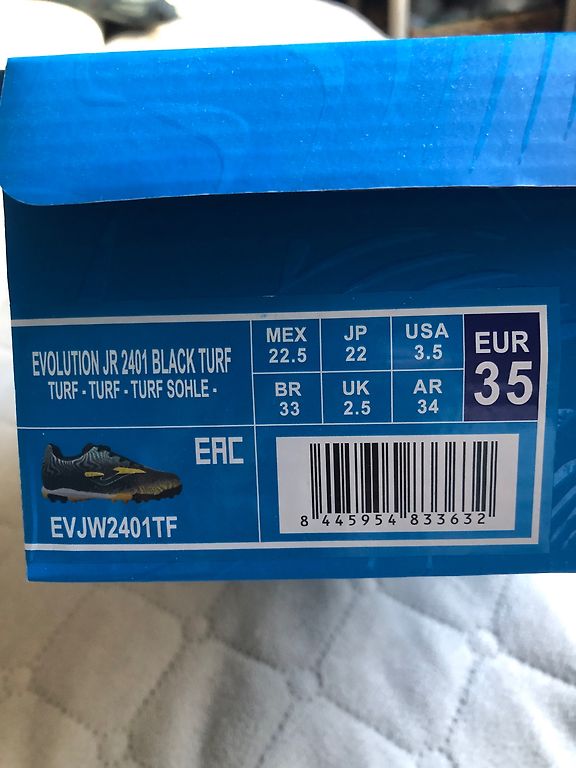 EVOLUTION JR 2401 BLACK TURF
TURF - TURF - TURF SOHLE -
MEX
22.5
JP
22
USA
3.5
EUR
35
BR
33
UK
2.5
AR
34
EAC
EVJW2401TF
8 445954 833632